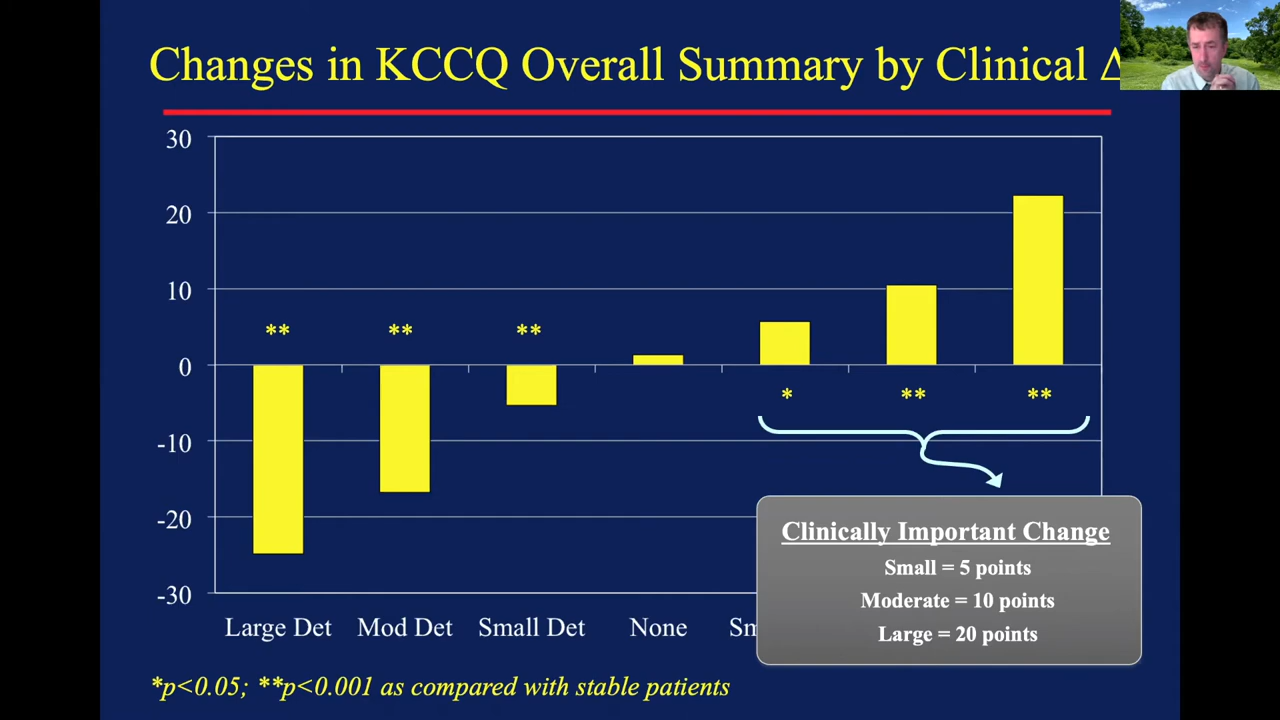 Changes in KCCQ Overall Summary by Clinical Δ
30
20
10
0
-10
-20
-30
** ** **
* ** **
Clinically Important Change
Small = 5 points
Moderate = 10 points
Large = 20 points
Large Det Mod Det Small Det None
*p<0.05; **p<0.001 as compared with stable patients